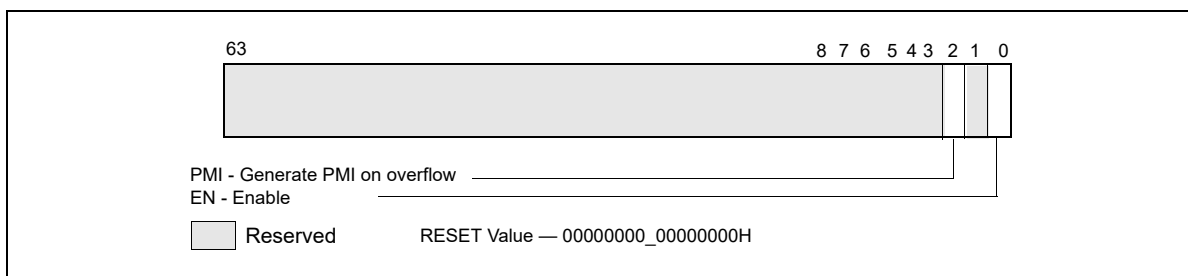 63 8 7 6 5 4 3 2 1 0
PMI - Generate PMI on overflow
EN - Enable
Reserved RESET Value — 00000000_00000000H